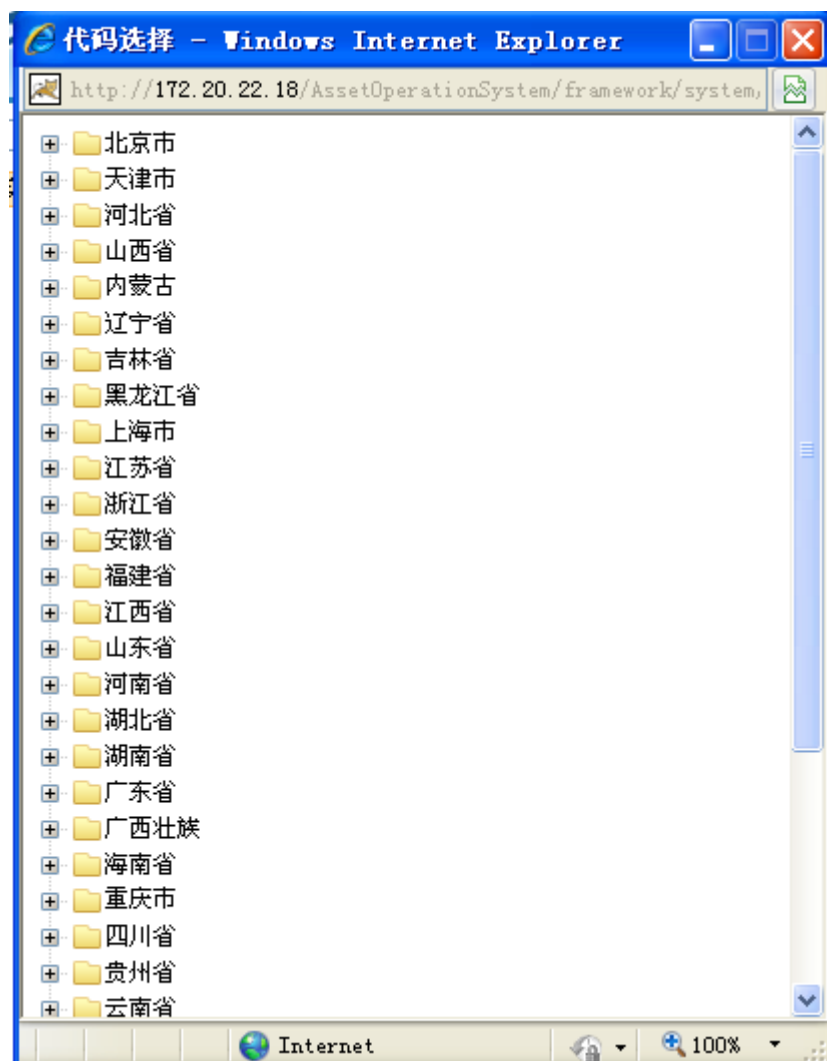 代码选择 - Windows Internet Explorer
http://172.20.22.18/AssetOperationSystem/framework/system/
北京市
天津市
河北省
山西省
内蒙古
辽宁省
吉林省
黑龙江省
上海市
江苏省
浙江省
安徽省
福建省
江西省
山东省
河南省
湖北省
湖南省
广东省
广西壮族
海南省
重庆市
四川省
贵州省
云南省
Internet
100%